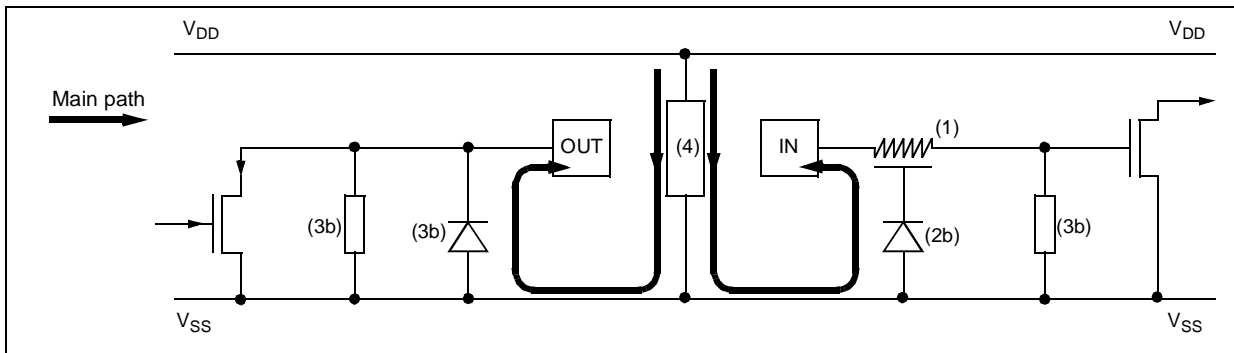 VDD
VDD
Main path
OUT
(4)
IN
(1)
(3b)
(3b)
(2b)
(3b)
VSS
VSS